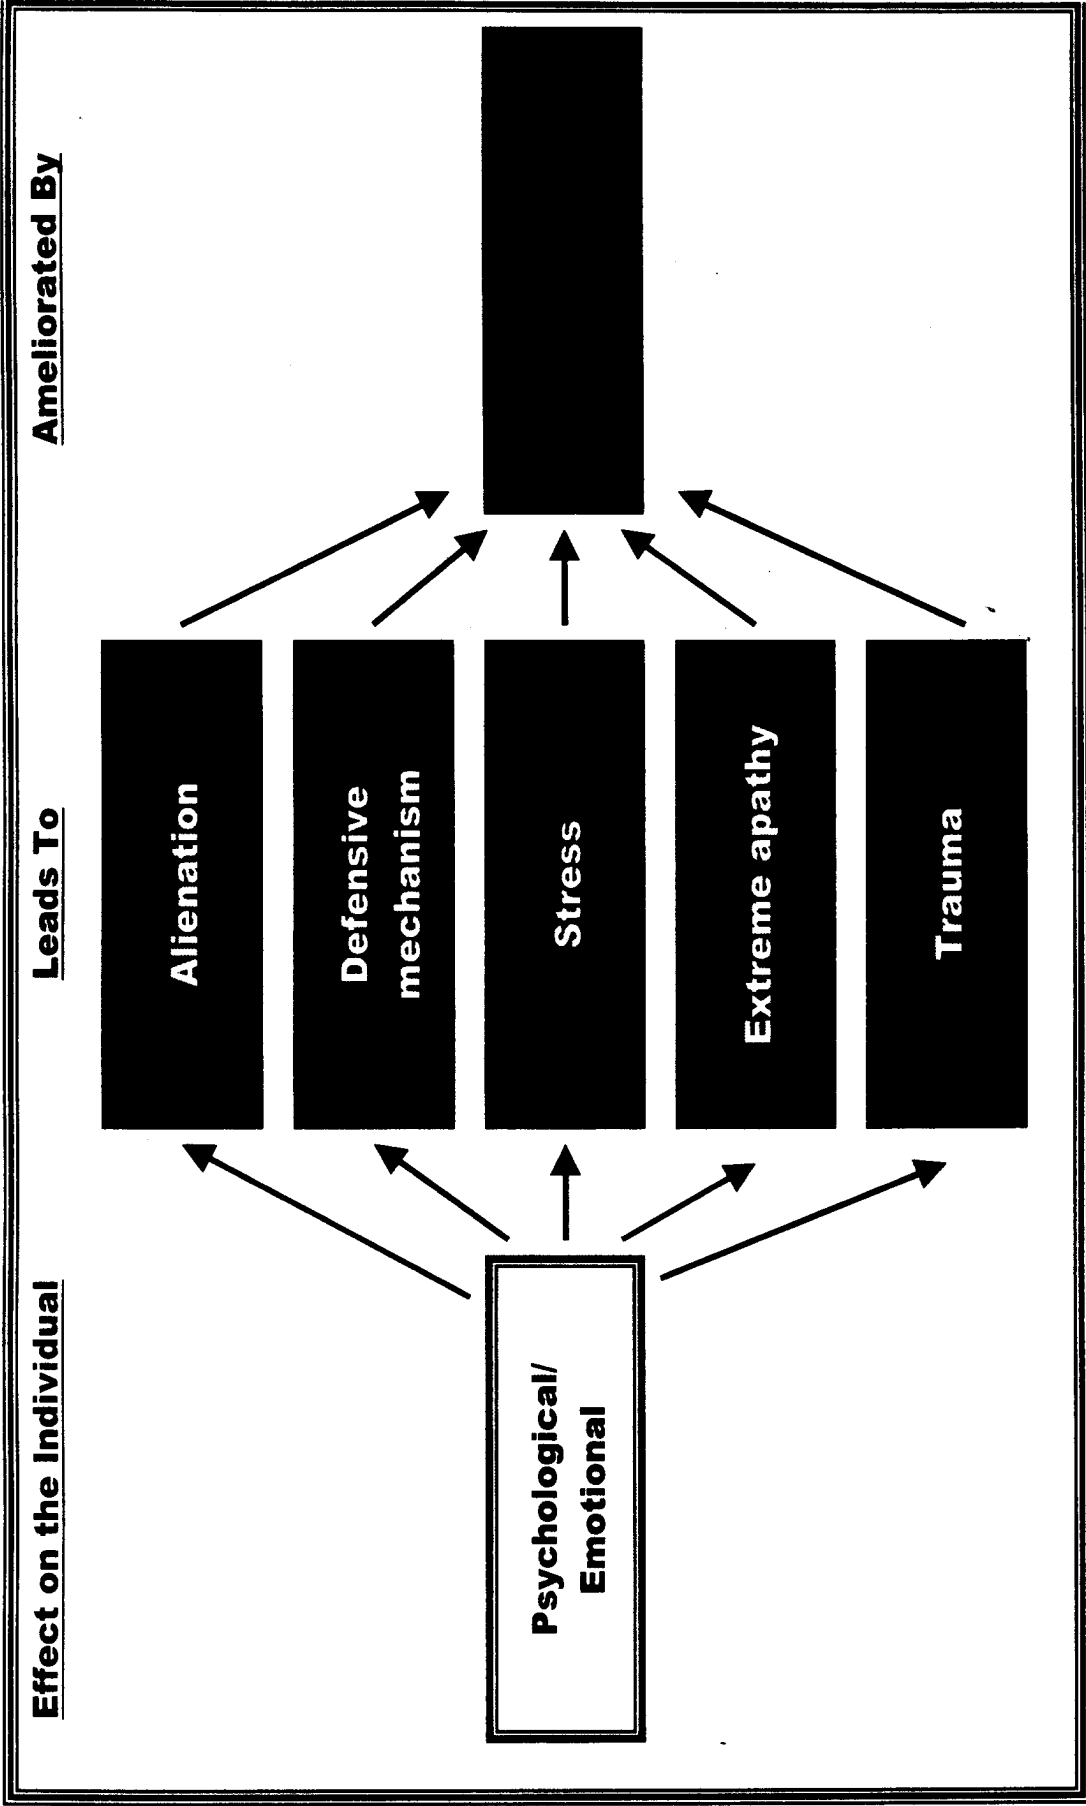 Effect on the Individual
Leads To
Ameliorated By
Psychological/
Emotional
Alienation
Defensive
mechanism
Stress
Extreme apathy
Trauma